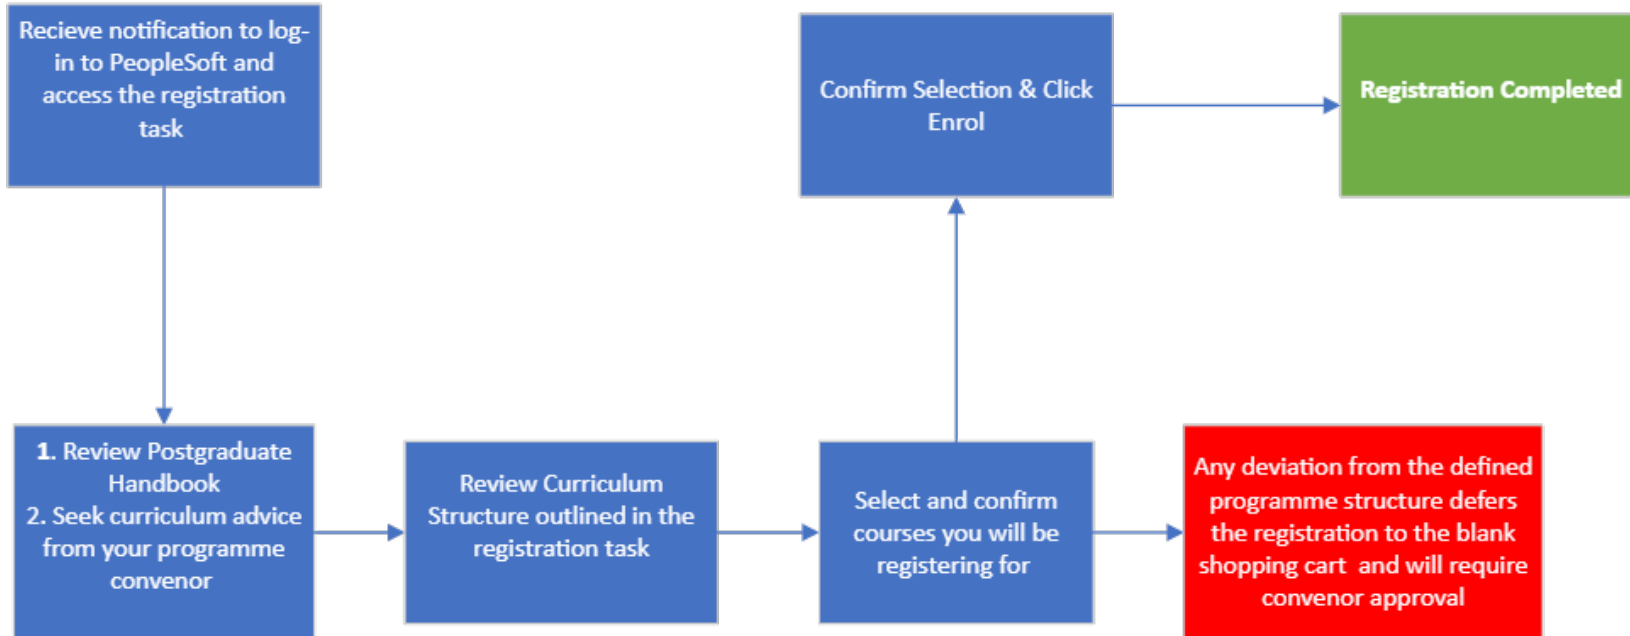 Recieve notification to log-
in to PeopleSoft and
access the registration
task
Confirm Selection & Click
Enrol
Registration Completed
1. Review Postgraduate
Handbook
2. Seek curriculum advice
from your programme
convenor
Review Curriculum
Structure outlined in the
registration task
Select and confirm
courses you will be
registering for
Any deviation from the defined
programme structure defers
the registration to the blank
shopping cart  and will require
convenor approval